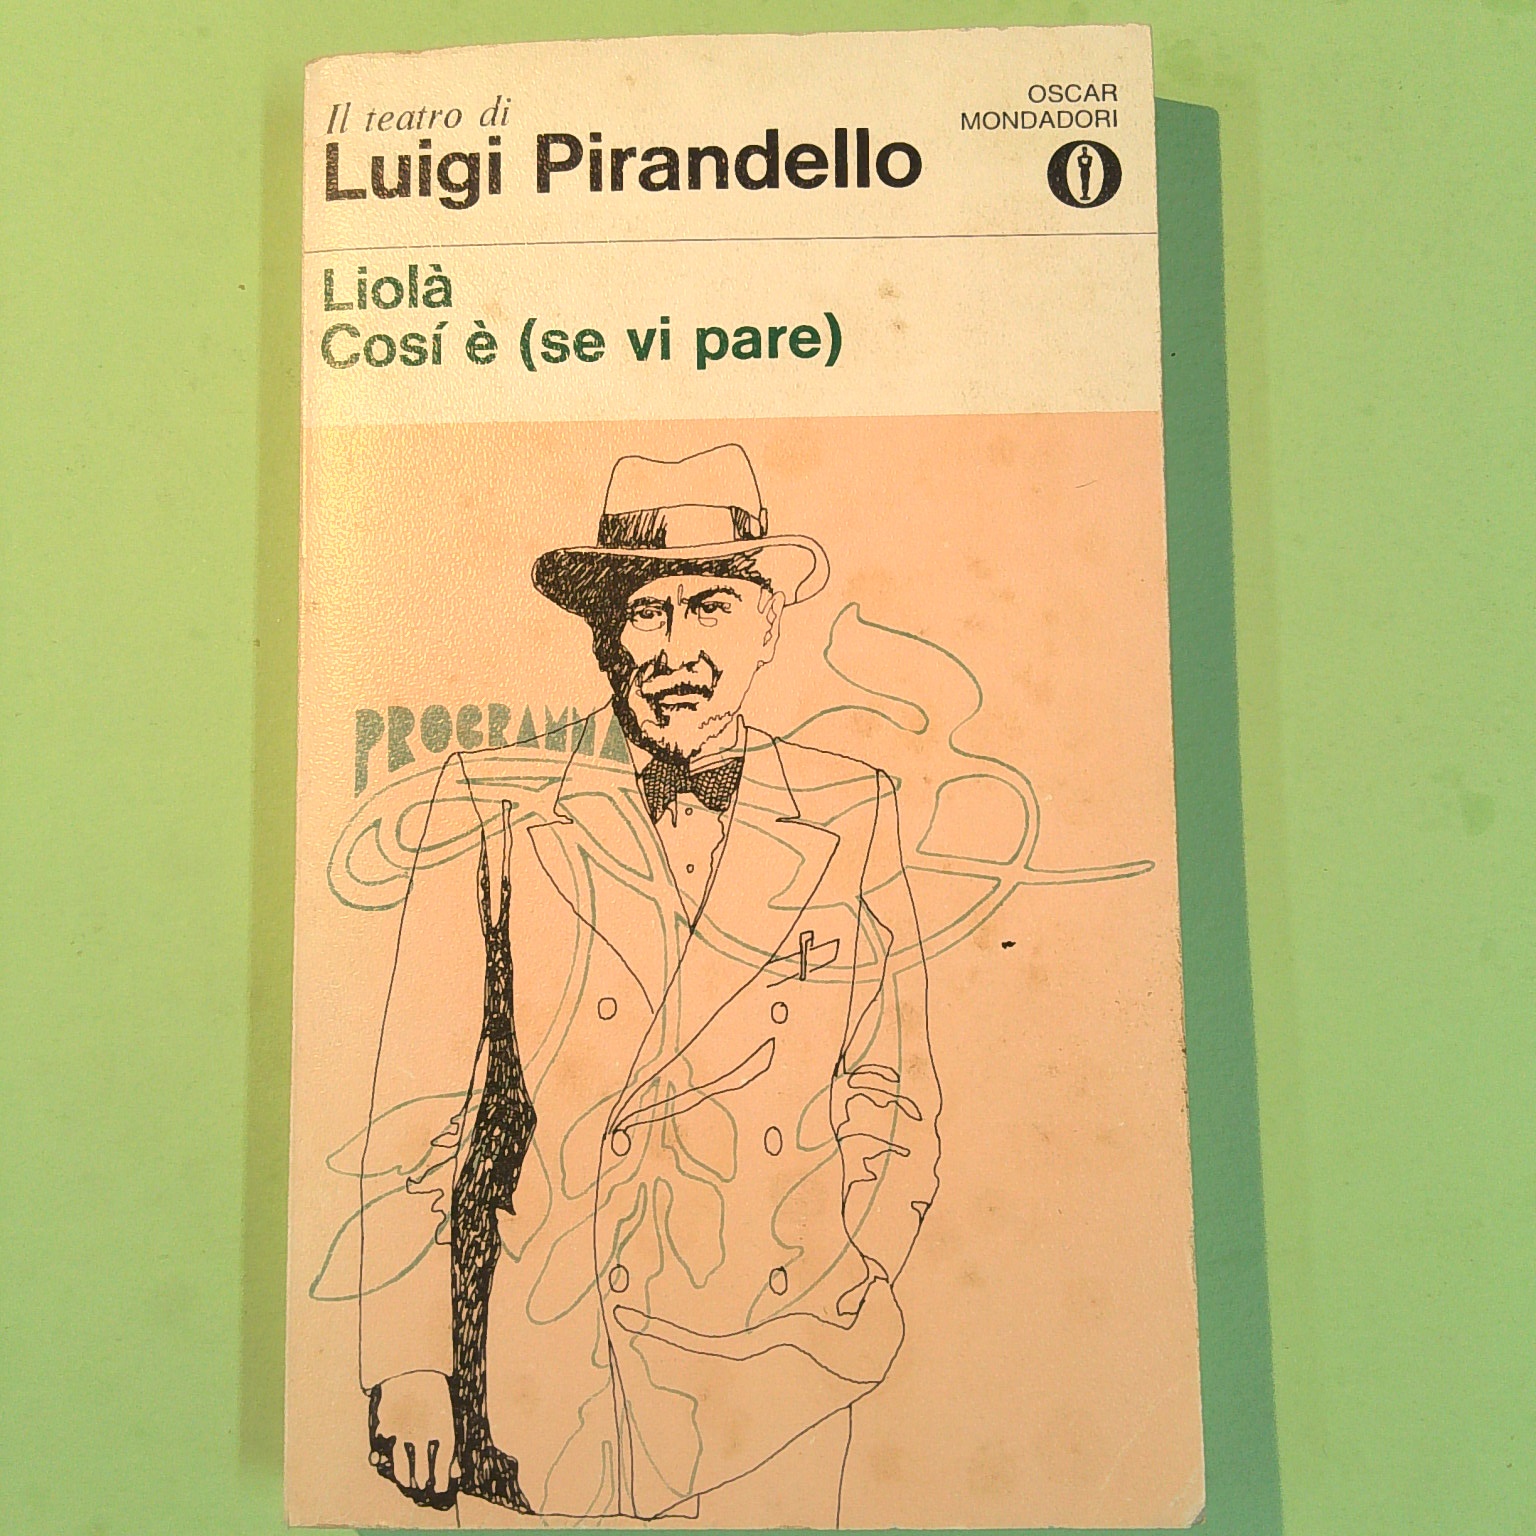 Il teatro di
Luigi Pirandello
OSCAR
MONDADORI
Liolà
Cosí è (se vi pare)
PROGRAMMA